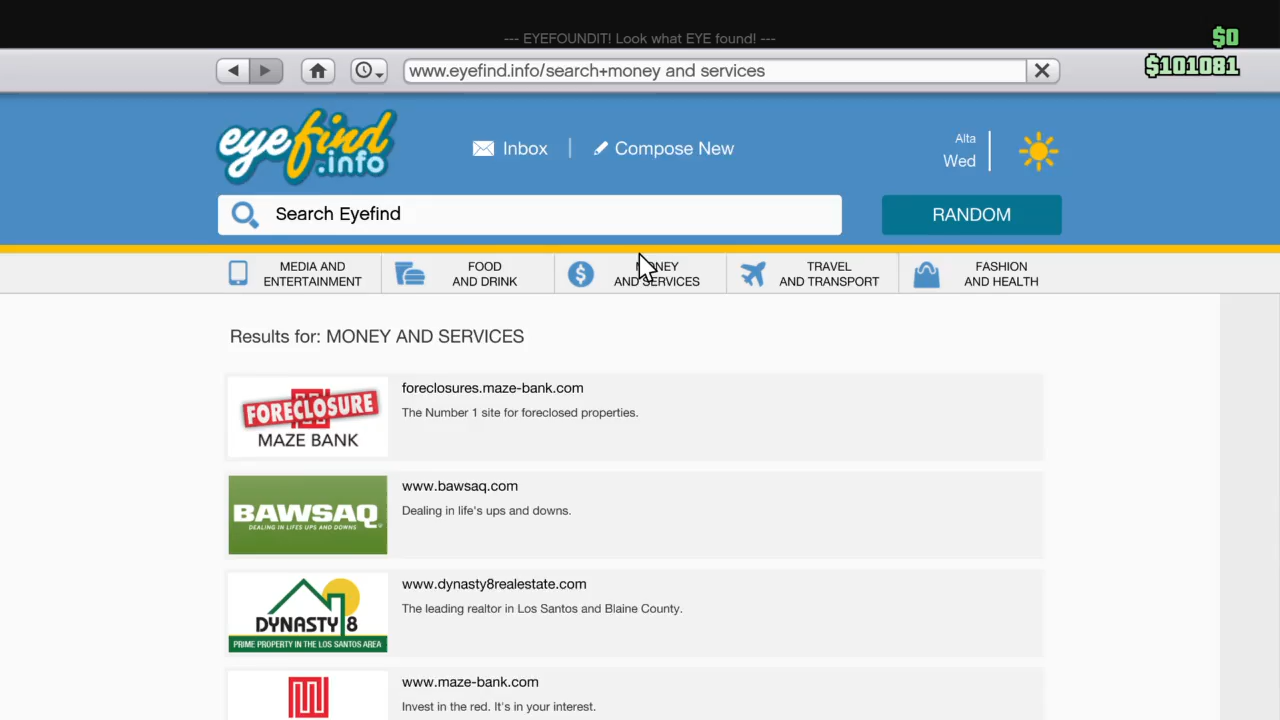 --- EYEFOUNDIT! Look what EYE found! ---
$0
$101081
www.eyefind.info/search+money and services
eyefind
.info
Inbox
Compose New
Alta
Wed
Search Eyefind
RANDOM
MEDIA AND
ENTERTAINMENT
FOOD
AND DRINK
MONEY
AND SERVICES
TRAVEL
AND TRANSPORT
FASHION
AND HEALTH
Results for: MONEY AND SERVICES
FORECLOSURE
MAZE BANK
foreclosures.maze-bank.com
The Number 1 site for foreclosed properties.
BAWSAQ
DEALING IN LIFES UPS AND DOWNS
www.bawsaq.com
Dealing in life's ups and downs.
DYNASTY 8
PRIME PROPERTY IN THE LOS SANTOS AREA
www.dynasty8realestate.com
The leading realtor in Los Santos and Blaine County.
www.maze-bank.com
Invest in the red. It's in your interest.